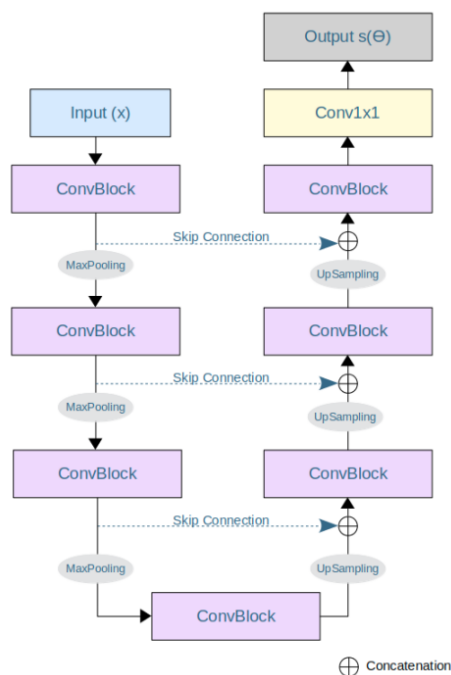 Output s(Θ)
Input (x)
Conv1x1
ConvBlock
ConvBlock
Skip Connection
MaxPooling
UpSampling
ConvBlock
ConvBlock
Skip Connection
MaxPooling
UpSampling
ConvBlock
ConvBlock
Skip Connection
MaxPooling
UpSampling
ConvBlock
Concatenation